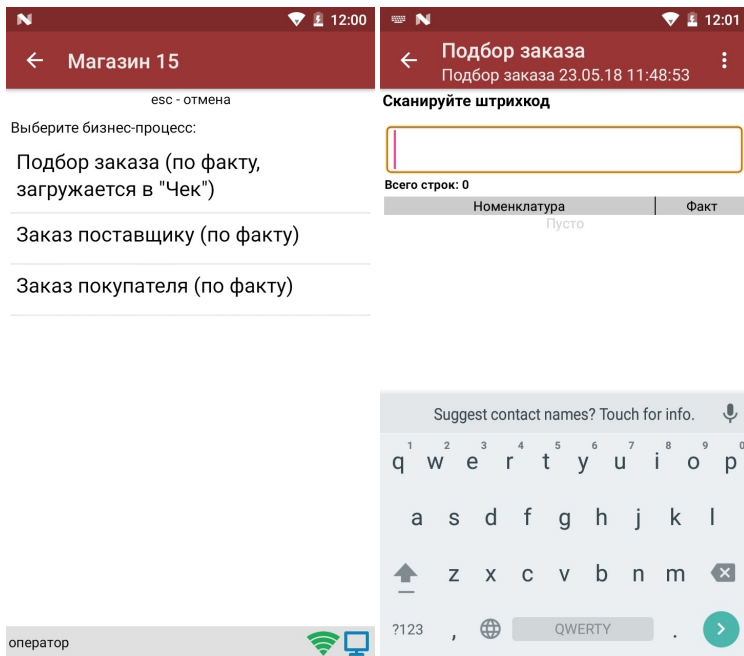 12:00
Магазин 15
esc - отмена
Выберите бизнес-процесс:
Подбор заказа (по факту,
загружается в "Чек")
Заказ поставщику (по факту)
Заказ покупателя (по факту)
оператор
12:01
Подбор заказа
Подбор заказа 23.05.18 11:48:53
Сканируйте штрихкод
Всего строк: 0
Номенклатура Факт
Пусто
Suggest contact names? Touch for info.
1 2 3 4 5 6 7 8 9 0
q w e r t y u i o p
a s d f g h j k l
z x c v b n m
?123 , QWERTY .